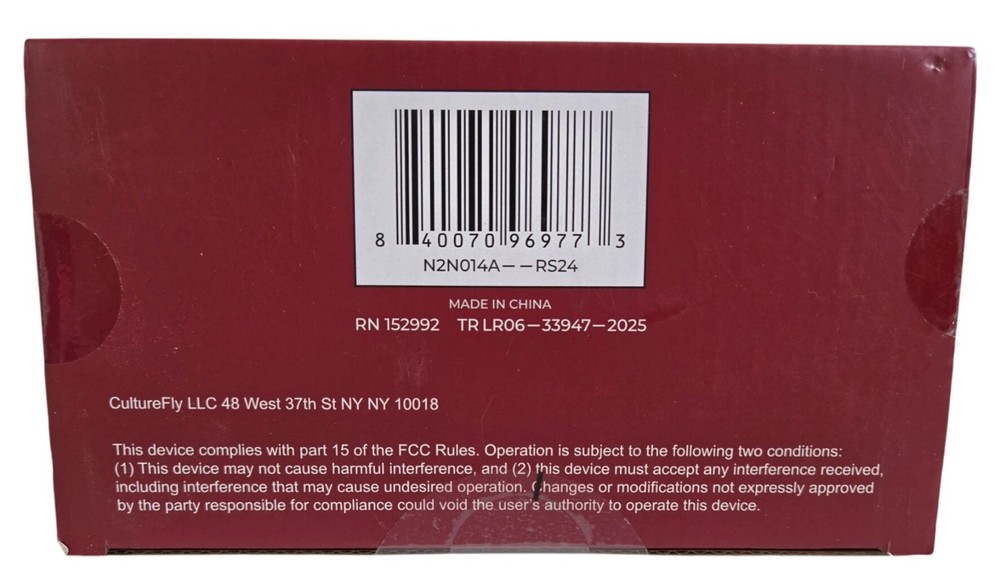 8 40070 96977 3
N2N014A——RS24
MADE IN CHINA
RN 152992 TR LR06—33947—2025
CultureFly LLC 48 West 37th St NY NY 10018
This device complies with part 15 of the FCC Rules. Operation is subject to the following two conditions:
(1) This device may not cause harmful interference, and (2) this device must accept any interference received,
including interference that may cause undesired operation. Changes or modifications not expressly approved
by the party responsible for compliance could void the user's authority to operate this device.